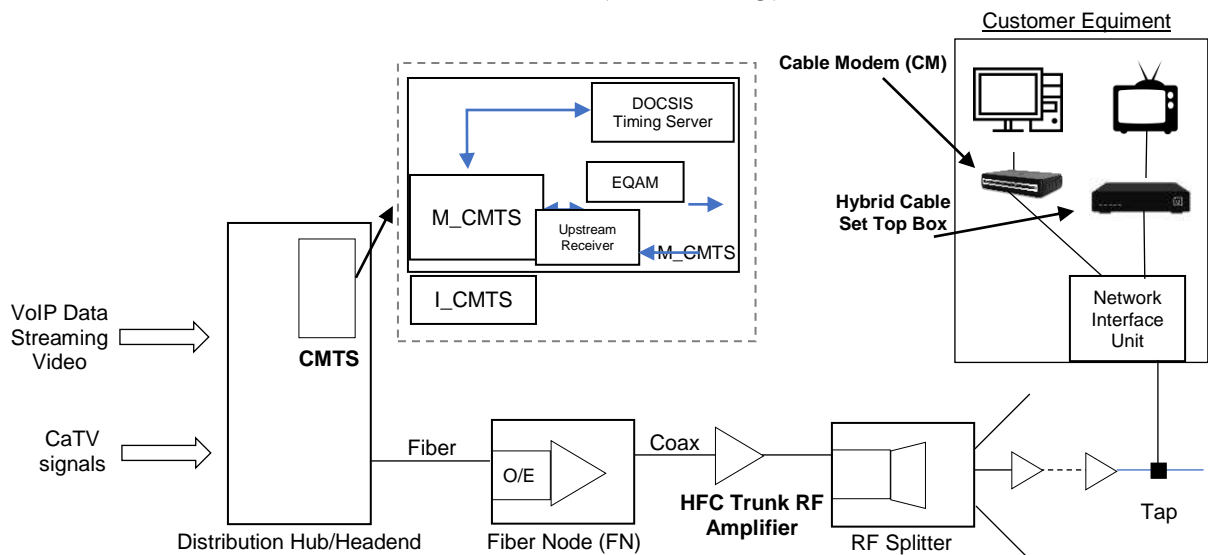 Customer Equiment
Cable Modem (CM)
DOCSIS
Timing Server
EQAM
M_CMTS
Upstream
Receiver
M_CMTS
I_CMTS
Hybrid Cable
Set Top Box
Network
Interface
Unit
VoIP Data
Streaming
Video
CMTS
CaTV
signals
Fiber
O/E
Coax
HFC Trunk RF
Amplifier
Tap
Distribution Hub/Headend
Fiber Node (FN)
RF Splitter